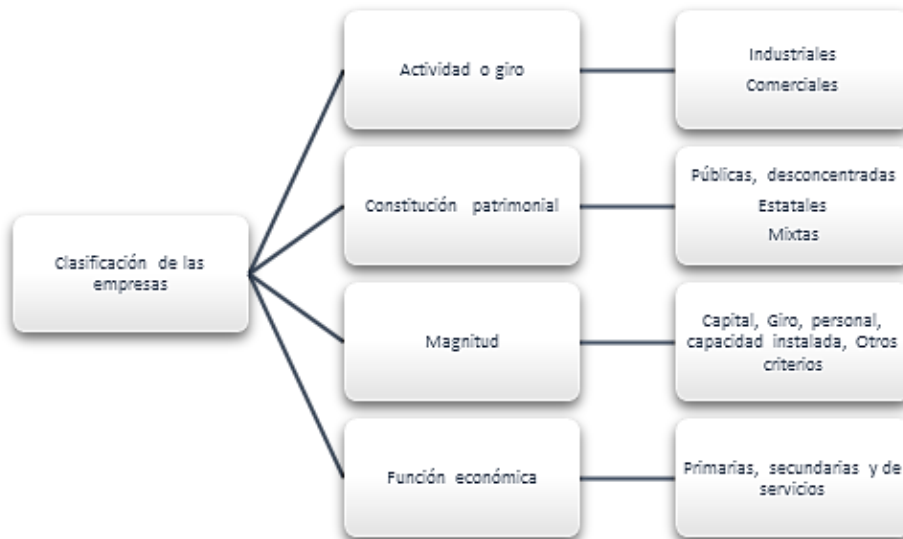 Clasificación de las
empresas
Actividad o giro
Industriales
Comerciales
Constitución patrimonial
Públicas, desconcentradas
Estatales
Mixtas
Magnitud
Capital, Giro, personal,
capacidad instalada, Otros
criterios
Función económica
Primarias, secundarias y de
servicios